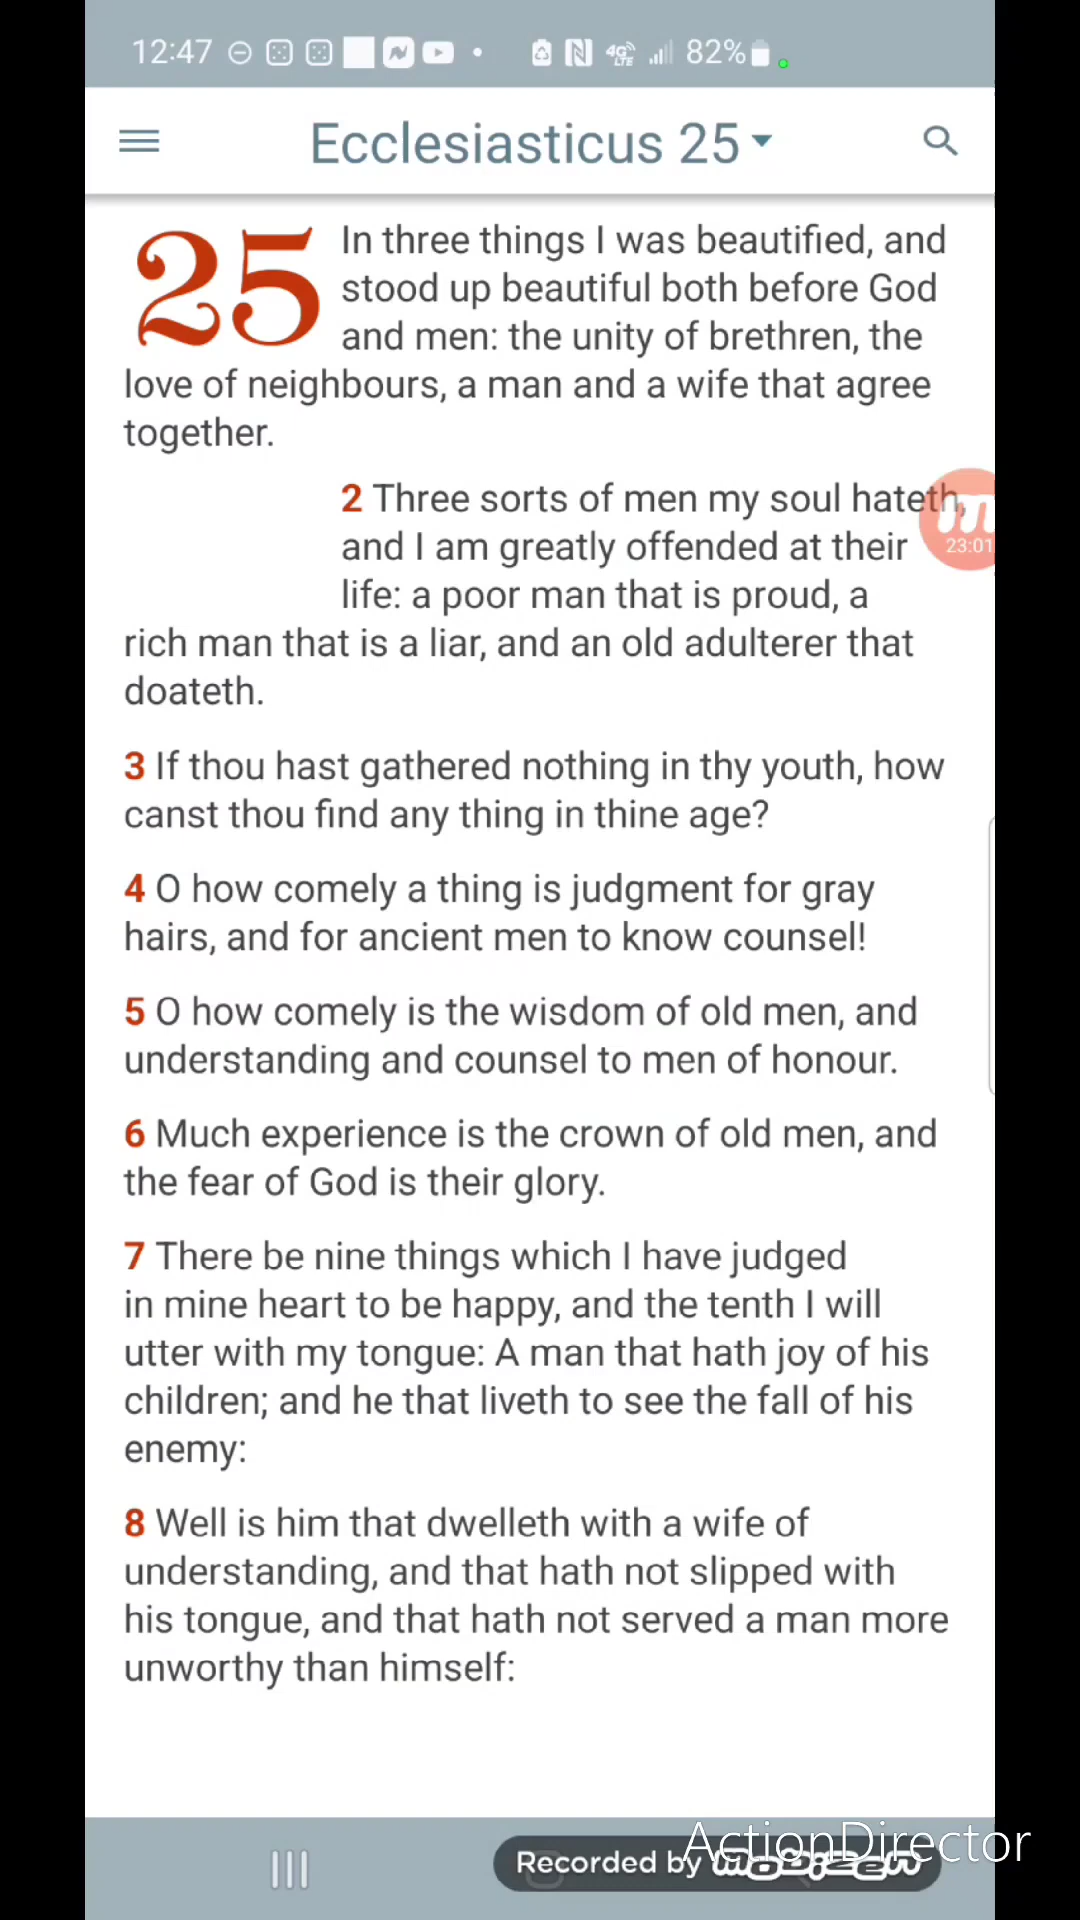 12:47
4G LTE
82%
Ecclesiasticus 25
25 In three things I was beautified, and
stood up beautiful both before God
and men: the unity of brethren, the
love of neighbours, a man and a wife that agree
together.
2 Three sorts of men my soul hateth,
and I am greatly offended at their
life: a poor man that is proud, a
rich man that is a liar, and an old adulterer that
doateth.
m
23:01
3 If thou hast gathered nothing in thy youth, how
canst thou find any thing in thine age?
4 O how comely a thing is judgment for gray
hairs, and for ancient men to know counsel!
5 O how comely is the wisdom of old men, and
understanding and counsel to men of honour.
6 Much experience is the crown of old men, and
the fear of God is their glory.
7 There be nine things which I have judged
in mine heart to be happy, and the tenth I will
utter with my tongue: A man that hath joy of his
children; and he that liveth to see the fall of his
enemy:
8 Well is him that dwelleth with a wife of
understanding, and that hath not slipped with
his tongue, and that hath not served a man more
unworthy than himself:
ActionDirector
Recorded by mobizen